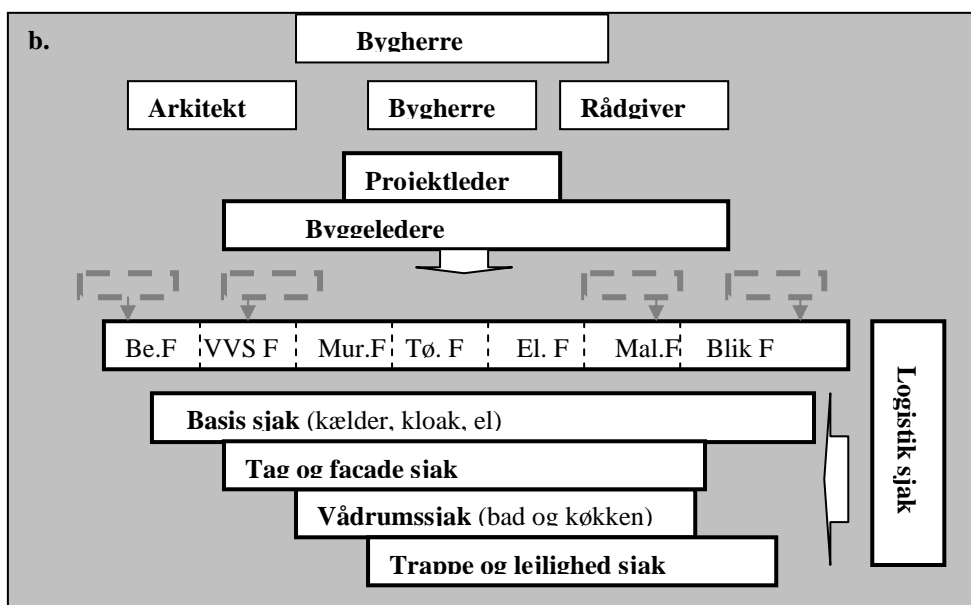 b.
Bygherre
Arkitekt
Bygherre
Rådgiver
Projektleder
Byggeledere
Be.F VVS F Mur.F Tø. F El. F Mal.F Blik F
Logistik sjak
Basis sjak (kælder, kloak, el)
Tag og facade sjak
Vådrumssjak (bad og køkken)
Trappe og lejlighed sjak